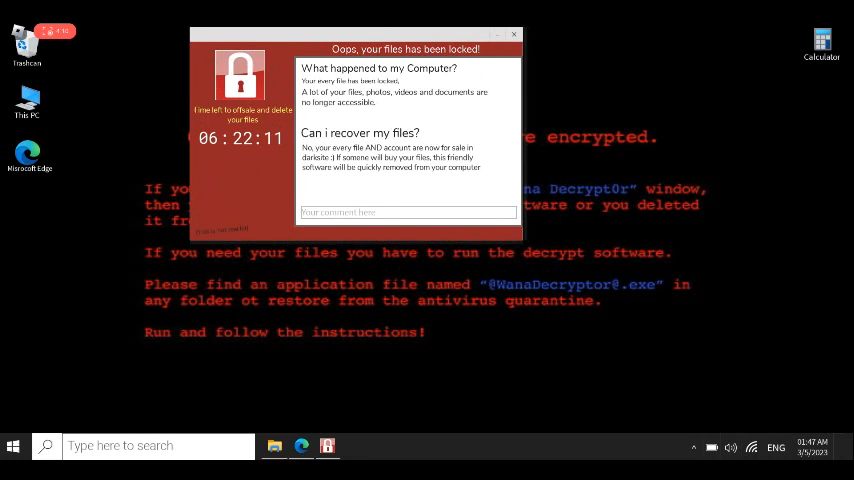 4:10
Trashcan
This PC
Misrocoft Edge
Calculator
Oops, your files has been locked!
Time left to offsale and delete
your files
06:22:11
What happened to my Computer?
Your every file has been locked,
A lot of your files, photos, videos and documents are
no longer accessible.
Can i recover my files?
No, your every file AND account are now for sale in
darksite :) If somene will buy your files, this friendly
software will be quickly removed from your computer
Your comment here
e encrypted.
If you
na Decrypt0r” window,
then y
tware or you deleted
it fr
If you need your files you have to run the decrypt software.
Please find an application file named “@WanaDecryptor@.exe” in
any folder ot restore from the antivirus quarantine.
Run and follow the instructions!
Type here to search
ENG
01:47 AM
3/5/2023